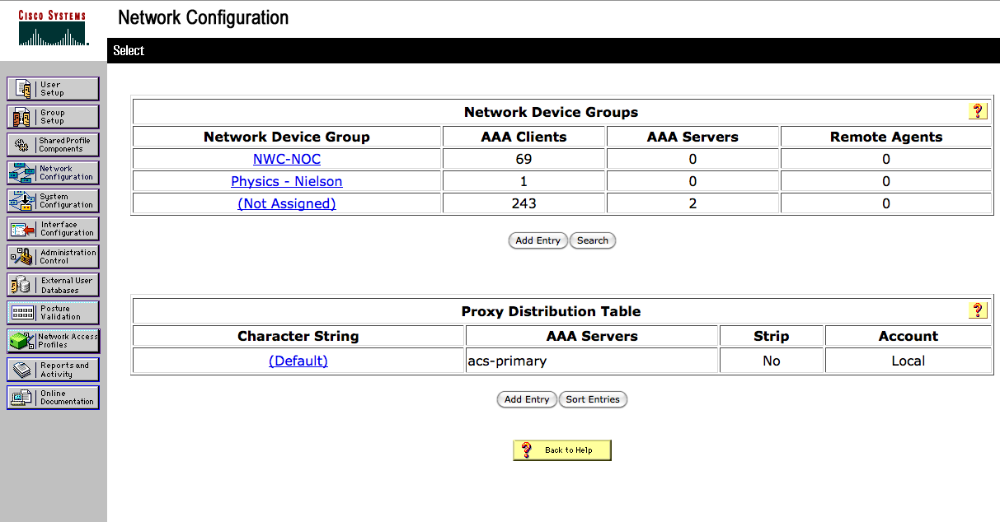 CISCO SYSTEMS
Network Configuration
Select
User
Setup
Group
Setup
Shared Profile
Components
Network
Configuration
System
Configuration
Interface
Configuration
Administration
Control
External User
Databases
Posture
Validation
Network Access
Profiles
Reports and
Activity
Online
Documentation
Network Device Groups ?
Network Device Group AAA Clients AAA Servers Remote Agents
NWC-NOC 69 0 0
Physics - Nielson 1 0 0
(Not Assigned) 243 2 0
Add Entry Search
Proxy Distribution Table ?
Character String AAA Servers Strip Account
(Default) acs-primary No Local
Add Entry Sort Entries
? Back to Help